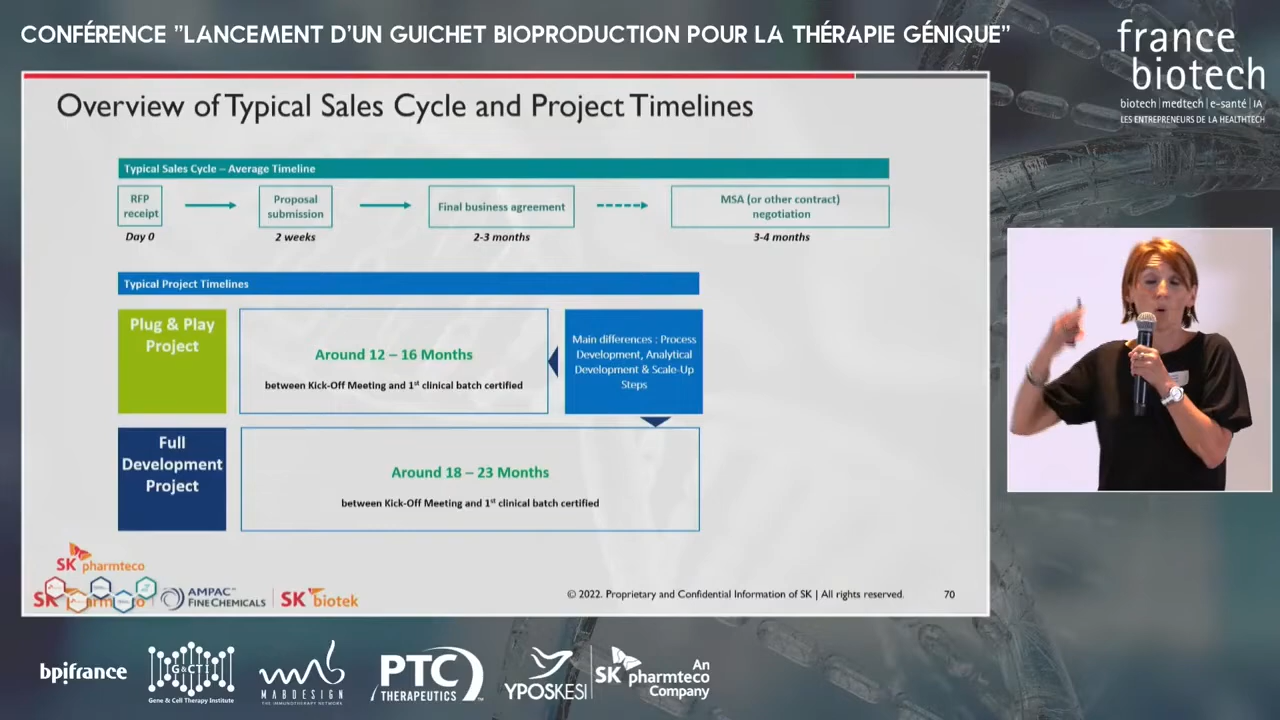 CONFÉRENCE "LANCEMENT D'UN GUICHET BIOPRODUCTION POUR LA THÉRAPIE GÉNIQUE"
france
biotech
biotech | medtech | e-santé | IA
LES ENTREPRENEURS DE LA HEALTHTECH
Overview of Typical Sales Cycle and Project Timelines
Typical Sales Cycle – Average Timeline
RFP
receipt
Proposal
submission
Final business agreement
MSA (or other contract)
negotiation
Day 0
2 weeks
2-3 months
3-4 months
Typical Project Timelines
Plug & Play
Project
Around 12 – 16 Months
between Kick-Off Meeting and 1st clinical batch certified
Main differences : Process
Development, Analytical
Development & Scale-Up
Steps
Full
Development
Project
Around 18 – 23 Months
between Kick-Off Meeting and 1st clinical batch certified
SK pharmteco
SK
AMPAC
FINE CHEMICALS
SK biotek
© 2022. Proprietary and Confidential Information of SK | All rights reserved.
70
bpifrance
G&CTI
Gene & Cell Therapy Institute
MABDESIGN
THE IMMUNOTHERAPY NETWORK
PTC
THERAPEUTICS
YPOSKESI
SK pharmteco
An
Company